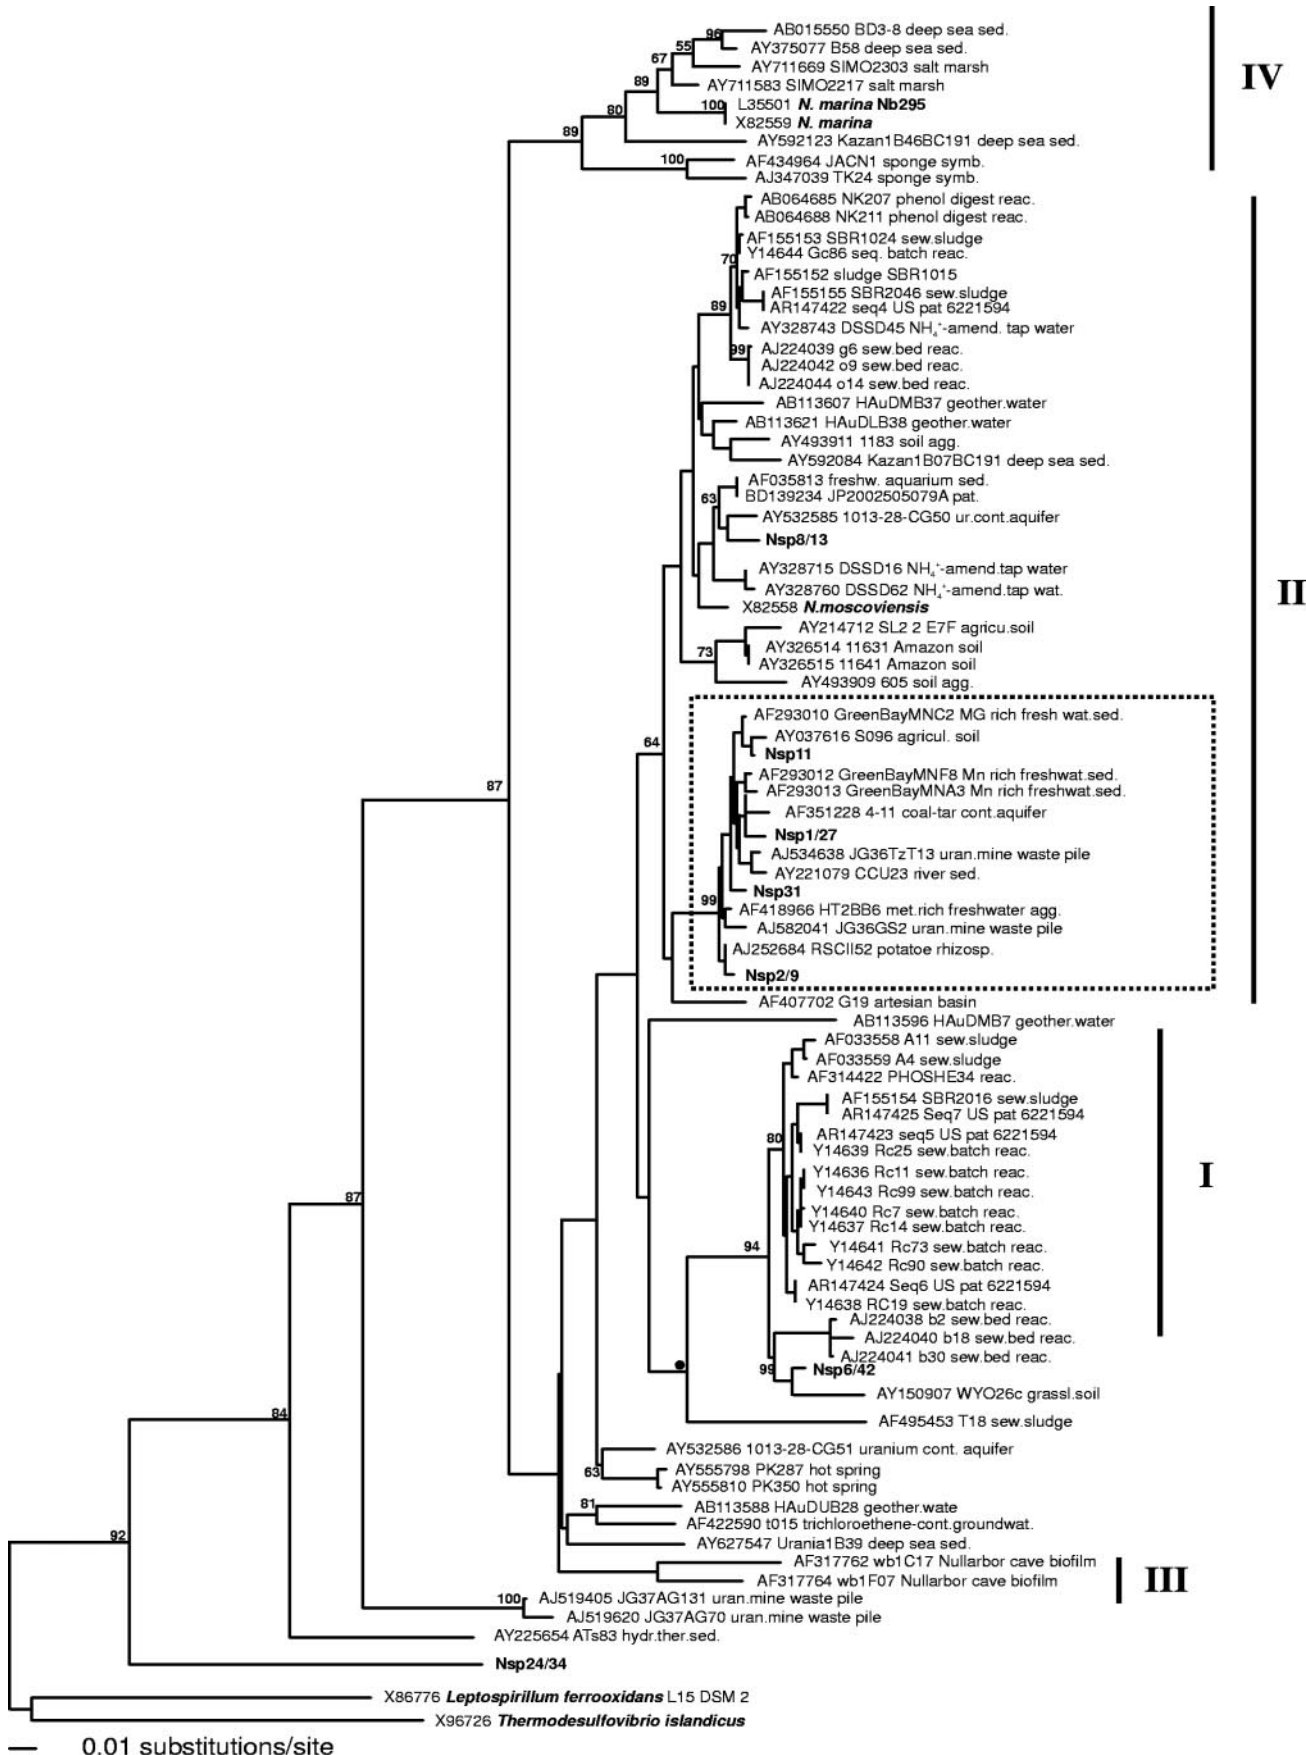 96 AB015550 BD3-8 deep sea sed.
55 AY375077 B58 deep sea sed.
67 AY711669 SIMO2303 salt marsh
IV
89 AY711583 SIMO2217 salt marsh
80 100 L35501 N. marina Nb295
X82559 N. marina
89 AY592123 Kazan1B46BC191 deep sea sed.
100 AF434964 JACN1 sponge symb.
AJ347039 TK24 sponge symb.
AB064685 NK207 phenol digest reac.
AB064688 NK211 phenol digest reac.
AF155153 SBR1024 sew.sludge
Y14644 Gc86 seq. batch reac.
70
AF155152 sludge SBR1015
AF155155 SBR2046 sew.sludge
89 AR147422 seq4 US pat 6221594
AY328743 DSSD45 NH4+-amend. tap water
99 AJ224039 g6 sew.bed reac.
AJ224042 o9 sew.bed reac.
AJ224044 o14 sew.bed reac.
AB113607 HAuDMB37 geother.water
AB113621 HAuDLB38 geother.water
AY493911 1183 soil agg.
AY592084 Kazan1B07BC191 deep sea sed.
AF035813 freshw. aquarium sed.
63 BD139234 JP2002505079A pat.
AY532585 1013-28-CG50 ur.cont.aquifer
Nsp8/13
AY328715 DSSD16 NH4+-amend.tap water
AY328760 DSSD62 NH4+-amend.tap wat.
II
X82558 N.moscoviensis
AY214712 SL2 2 E7F agricu.soil
73 AY326514 11631 Amazon soil
AY326515 11641 Amazon soil
AY493909 605 soil agg.
AF293010 GreenBayMNC2 MG rich fresh wat.sed.
64 AY037616 S096 agricul. soil
Nsp11
AF293012 GreenBayMNF8 Mn rich freshwat.sed.
87 AF293013 GreenBayMNA3 Mn rich freshwat.sed.
AF351228 4-11 coal-tar cont.aquifer
Nsp1/27
AJ534638 JG36TzT13 uran.mine waste pile
AY221079 CCU23 river sed.
Nsp31
99 AF418966 HT2BB6 met.rich freshwater agg.
AJ582041 JG36GS2 uran.mine waste pile
AJ252684 RSCII52 potatoe rhizosp.
Nsp2/9
AF407702 G19 artesian basin
AB113596 HAuDMB7 geother.water
AF033558 A11 sew.sludge
AF033559 A4 sew.sludge
AF314422 PHOSHE34 reac.
AF155154 SBR2016 sew.sludge
AR147425 Seq7 US pat 6221594
80 AR147423 seq5 US pat 6221594
Y14639 Rc25 sew.batch reac.
Y14636 Rc11 sew.batch reac.
I
87 Y14643 Rc99 sew.batch reac.
Y14640 Rc7 sew.batch reac.
Y14637 Rc14 sew.batch reac.
94 Y14641 Rc73 sew.batch reac.
Y14642 Rc90 sew.batch reac.
AR147424 Seq6 US pat 6221594
Y14638 RC19 sew.batch reac.
AJ224038 b2 sew.bed reac.
AJ224040 b18 sew.bed reac.
AJ224041 b30 sew.bed reac.
99 Nsp6/42
AY150907 WYO26c grassl.soil
84 AF495453 T18 sew.sludge
AY532586 1013-28-CG51 uranium cont. aquifer
63 AY555798 PK287 hot spring
AY555810 PK350 hot spring
81 AB113588 HAuDUB28 geother.wate
AF422590 t015 trichloroethene-cont.groundwat.
92 AY627547 Urania1B39 deep sea sed.
AF317762 wb1C17 Nullarbor cave biofilm
III
AF317764 wb1F07 Nullarbor cave biofilm
100 AJ519405 JG37AG131 uran.mine waste pile
AJ519620 JG37AG70 uran.mine waste pile
AY225654 ATs83 hydr.ther.sed.
Nsp24/34
X86776 Leptospirillum ferrooxidans L15 DSM 2
X96726 Thermodesulfovibrio islandicus
0.01 substitutions/site